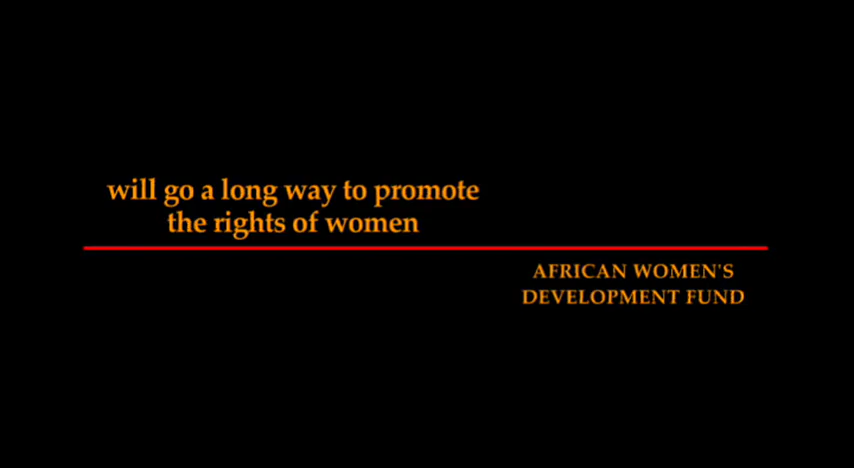 will go a long way to promote
the rights of women
AFRICAN WOMEN'S
DEVELOPMENT FUND